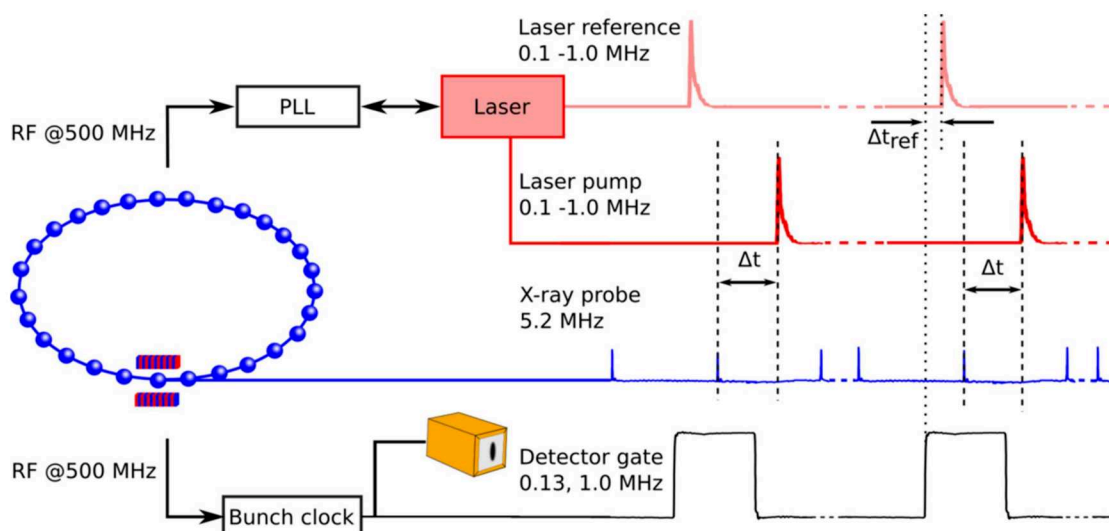 Laser reference
0.1 -1.0 MHz
PLL
Laser
RF @500 MHz
Δtref
Laser pump
0.1 -1.0 MHz
Δt
Δt
X-ray probe
5.2 MHz
RF @500 MHz
Detector gate
0.13, 1.0 MHz
Bunch clock